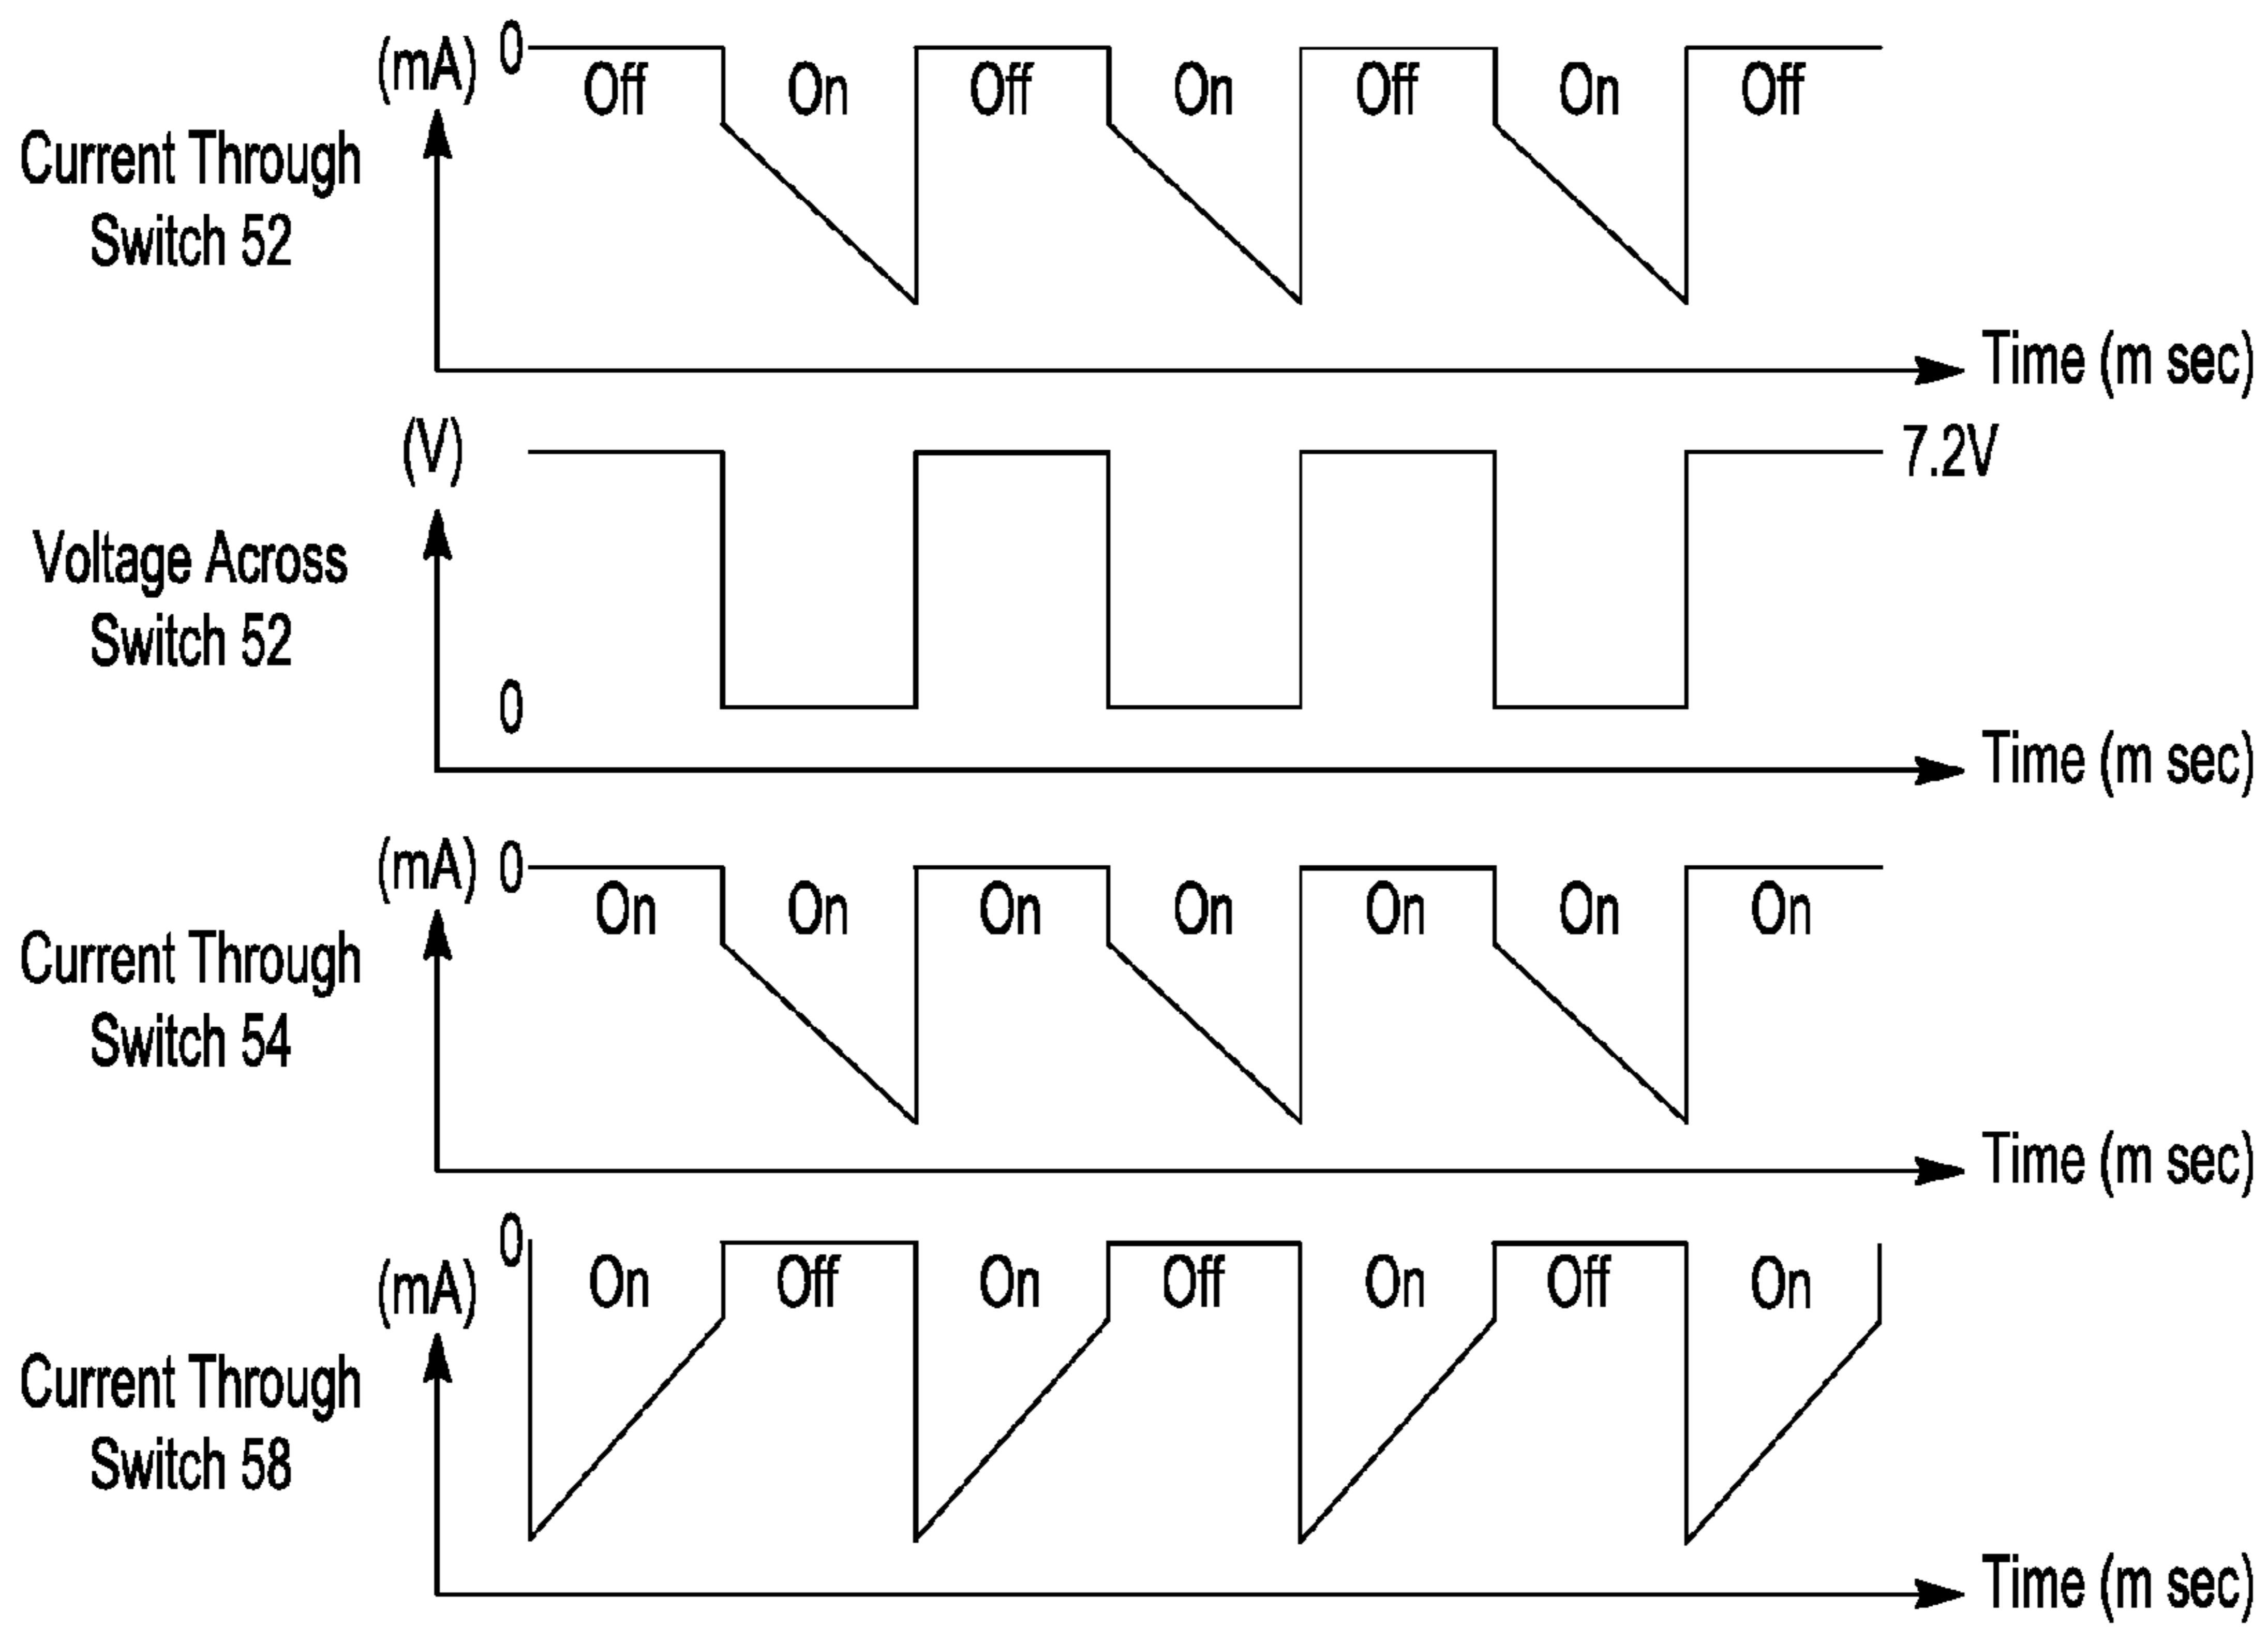 (mA) 0
Off On Off On Off On Off
Current Through
Switch 52
Time (m sec)
(V)
7.2V
Voltage Across
Switch 52
0
Time (m sec)
(mA) 0
On On On On On On On
Current Through
Switch 54
Time (m sec)
0
(mA)
On Off On Off On Off On
Current Through
Switch 58
Time (m sec)